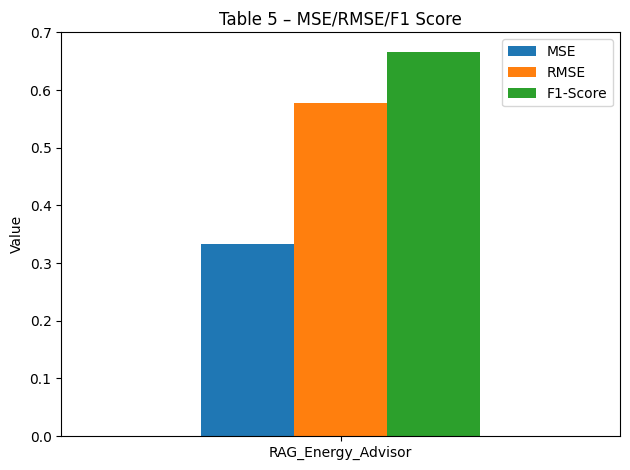 Table 5 – MSE/RMSE/F1 Score
MSE
RMSE
F1-Score
Value
0.7
0.6
0.5
0.4
0.3
0.2
0.1
0.0
RAG_Energy_Advisor